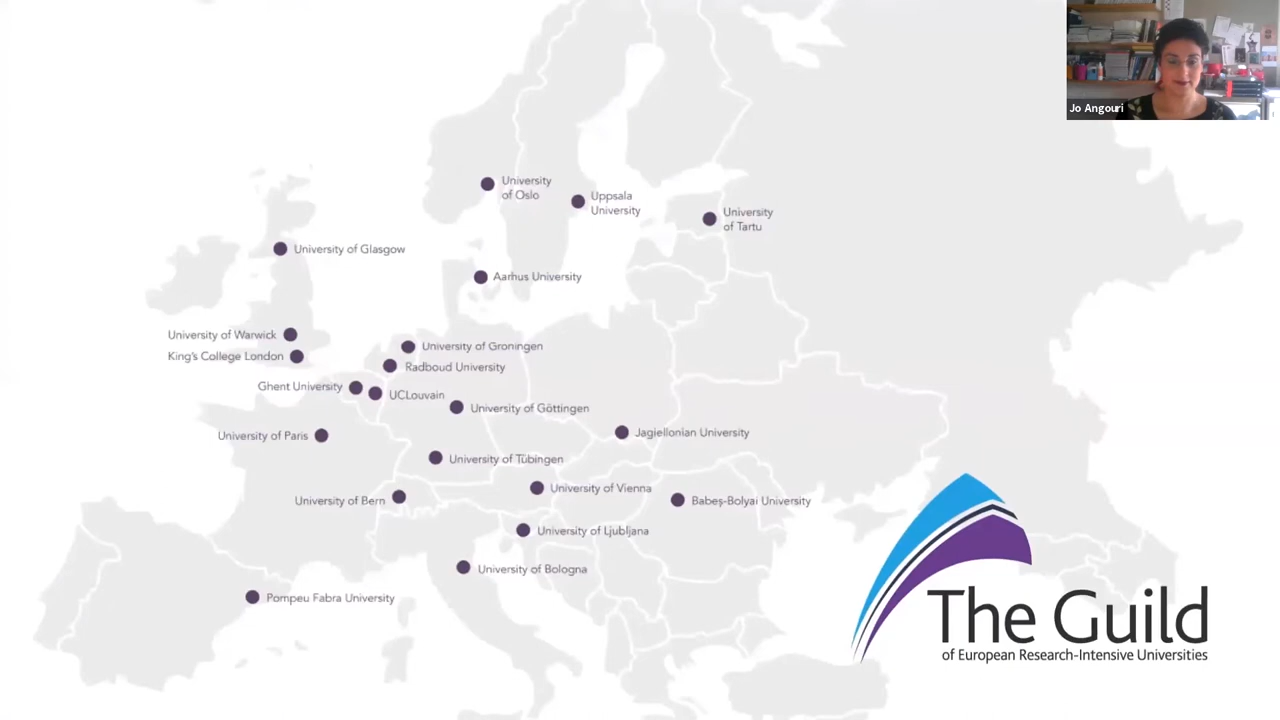 Jo Angouri
University
of Oslo
Uppsala
University
University
of Tartu
University of Glasgow
Aarhus University
University of Warwick
University of Groningen
King's College London
Radboud University
Ghent University
UCLouvain
University of Göttingen
University of Paris
Jagiellonian University
University of Tübingen
University of Vienna
University of Bern
Babeș-Bolyai University
University of Ljubljana
University of Bologna
Pompeu Fabra University
The Guild
of European Research-Intensive Universities